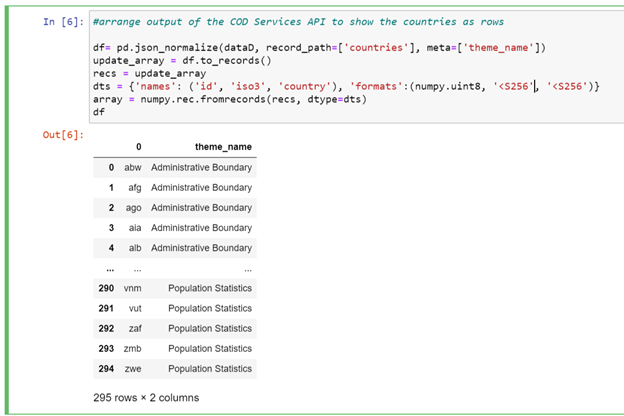 In [6]: #arrange output of the COD Services API to show the countries as rows
df= pd.json_normalize(dataD, record_path=['countries'], meta=['theme_name'])
update_array = df.to_records()
recs = update_array
dts = {'names': ('id', 'iso3', 'country'), 'formats':(numpy.uint8, '<S256', '<S256')}
array = numpy.rec.fromrecords(recs, dtype=dts)
df
Out[6]:
0 theme_name
0 abw Administrative Boundary
1 afg Administrative Boundary
2 ago Administrative Boundary
3 aia Administrative Boundary
4 alb Administrative Boundary
... ... ...
290 vnm Population Statistics
291 vut Population Statistics
292 zaf Population Statistics
293 zmb Population Statistics
294 zwe Population Statistics
295 rows × 2 columns